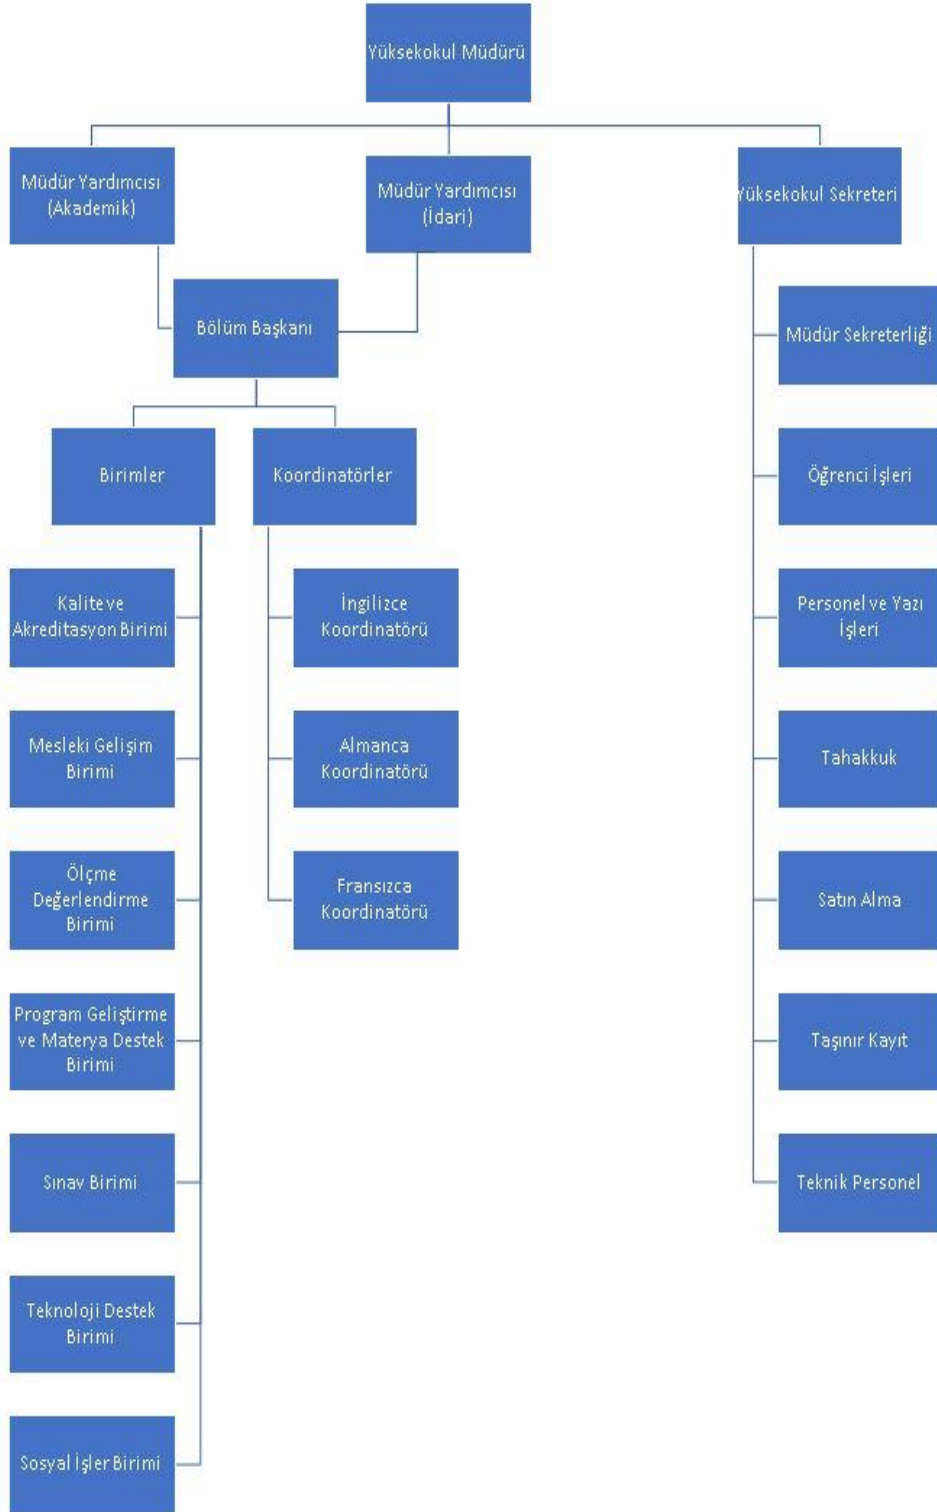 Yüksekokul Müdürü
Müdür Yardımcısı
(Akademik)
Müdür Yardımcısı
(İdari)
Yüksekokul Sekreteri
Bölüm Başkanı
Birimler
Koordinatörler
Kalite ve
Akreditasyon Birimi
Mesleki Gelişim
Birimi
Ölçme
Değerlendirme
Birimi
Program Geliştirme
ve Materya Destek
Birimi
Sınav Birimi
Teknoloji Destek
Birimi
Sosyal İşler Birimi
İngilizce
Koordinatörü
Almanca
Koordinatörü
Fransızca
Koordinatörü
Müdür Sekreterliği
Öğrenci İşleri
Personel ve Yazı
İşleri
Tahakkuk
Satın Alma
Taşınır Kayıt
Teknik Personel